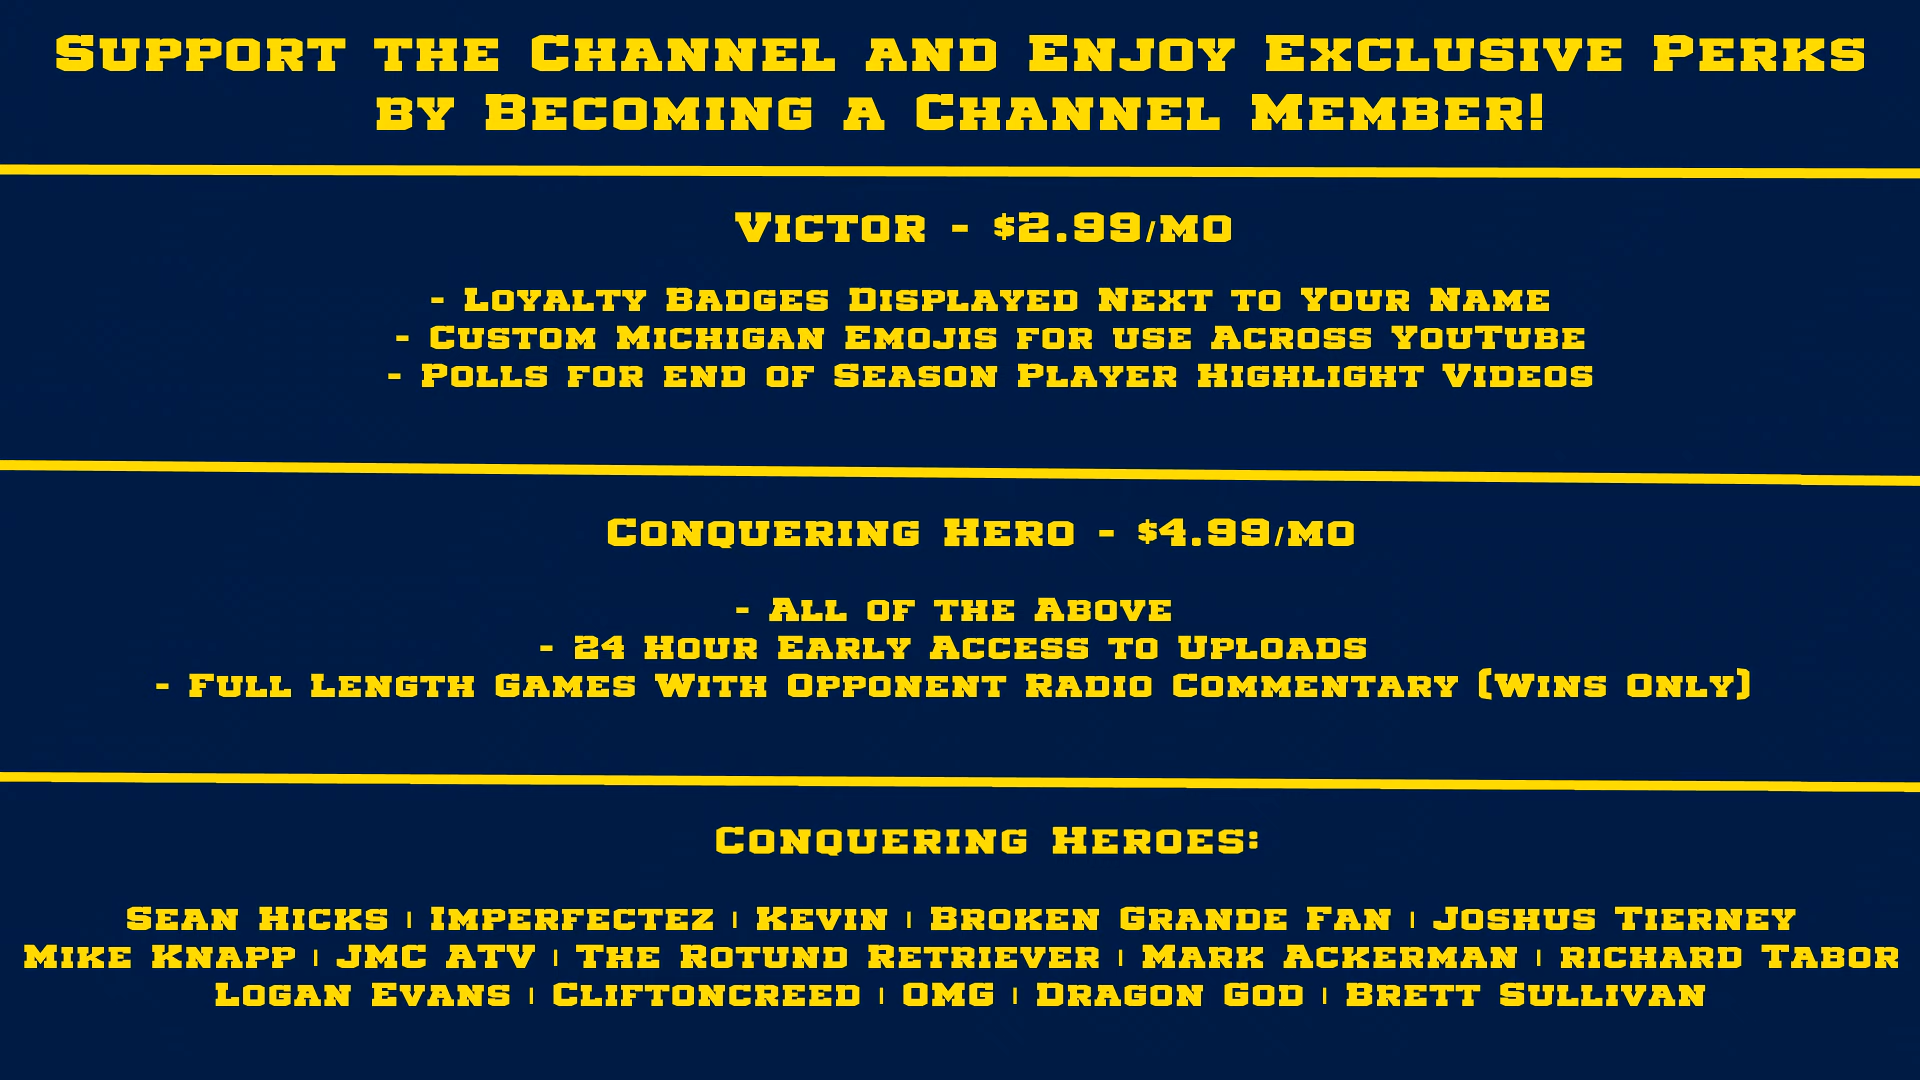 Support the Channel and Enjoy Exclusive Perks
by Becoming a Channel Member!
Victor - $2.99/mo
- Loyalty Badges Displayed Next to Your Name
- Custom Michigan Emojis for use Across YouTube
- Polls for end of Season Player Highlight Videos
Conquering Hero - $4.99/mo
- All of the Above
- 24 Hour Early Access to Uploads
- Full Length Games With Opponent Radio Commentary (Wins Only)
Conquering Heroes:
Sean Hicks | Imperfectez | Kevin | Broken Grande Fan | Joshus Tierney
Mike Knapp | JMC ATV | The Rotund Retriever | Mark Ackerman | richard Tabor
Logan Evans | Cliftoncreed | OMG | Dragon God | Brett Sullivan